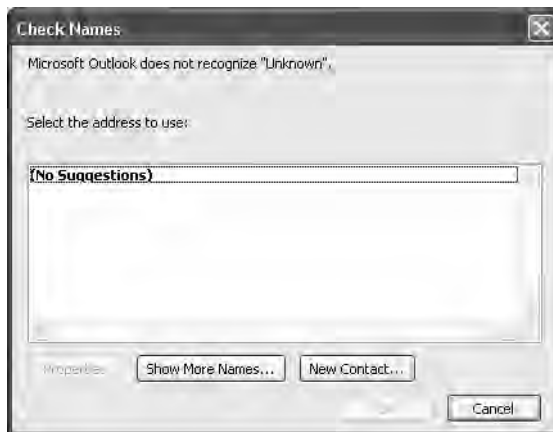 Check Names
Microsoft Outlook does not recognize "Unknown".
Select the address to use:
(No Suggestions)
Properties Show More Names... New Contact...
Cancel